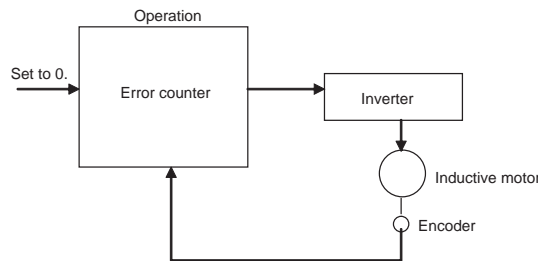 Operation
Set to 0.
Error counter
Inverter
Inductive motor
Encoder